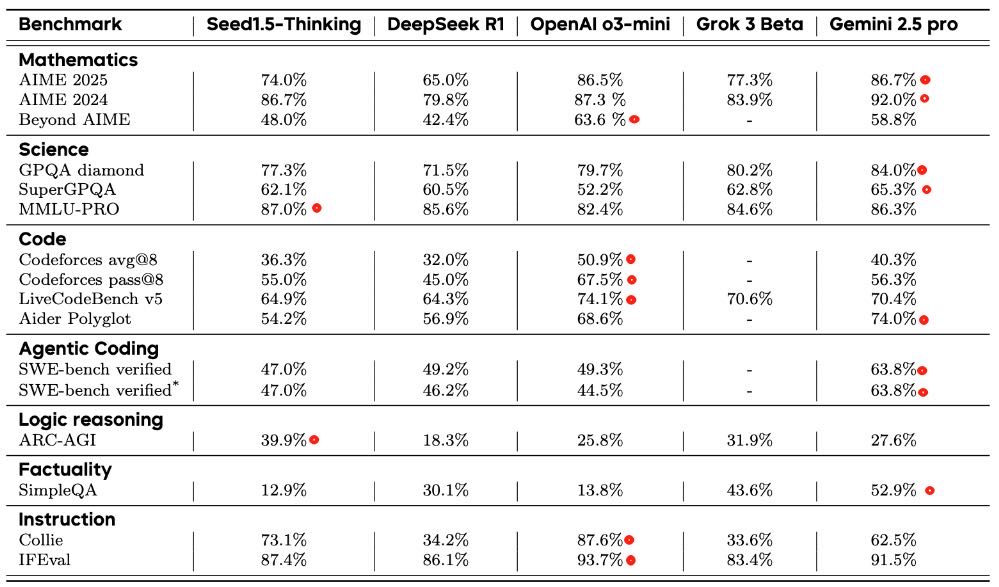 Benchmark Seed1.5-Thinking DeepSeek R1 OpenAI o3-mini Grok 3 Beta Gemini 2.5 pro
Mathematics
AIME 2025 74.0% 65.0% 86.5% 77.3% 86.7%
AIME 2024 86.7% 79.8% 87.3 % 83.9% 92.0%
Beyond AIME 48.0% 42.4% 63.6 % - 58.8%
Science
GPQA diamond 77.3% 71.5% 79.7% 80.2% 84.0%
SuperGPQA 62.1% 60.5% 52.2% 62.8% 65.3%
MMLU-PRO 87.0% 85.6% 82.4% 84.6% 86.3%
Code
Codeforces avg@8 36.3% 32.0% 50.9% - 40.3%
Codeforces pass@8 55.0% 45.0% 67.5% - 56.3%
LiveCodeBench v5 64.9% 64.3% 74.1% 70.6% 70.4%
Aider Polyglot 54.2% 56.9% 68.6% - 74.0%
Agentic Coding
SWE-bench verified 47.0% 49.2% 49.3% - 63.8%
SWE-bench verified* 47.0% 46.2% 44.5% - 63.8%
Logic reasoning
ARC-AGI 39.9% 18.3% 25.8% 31.9% 27.6%
Factuality
SimpleQA 12.9% 30.1% 13.8% 43.6% 52.9%
Instruction
Collie 73.1% 34.2% 87.6% 33.6% 62.5%
IFEval 87.4% 86.1% 93.7% 83.4% 91.5%